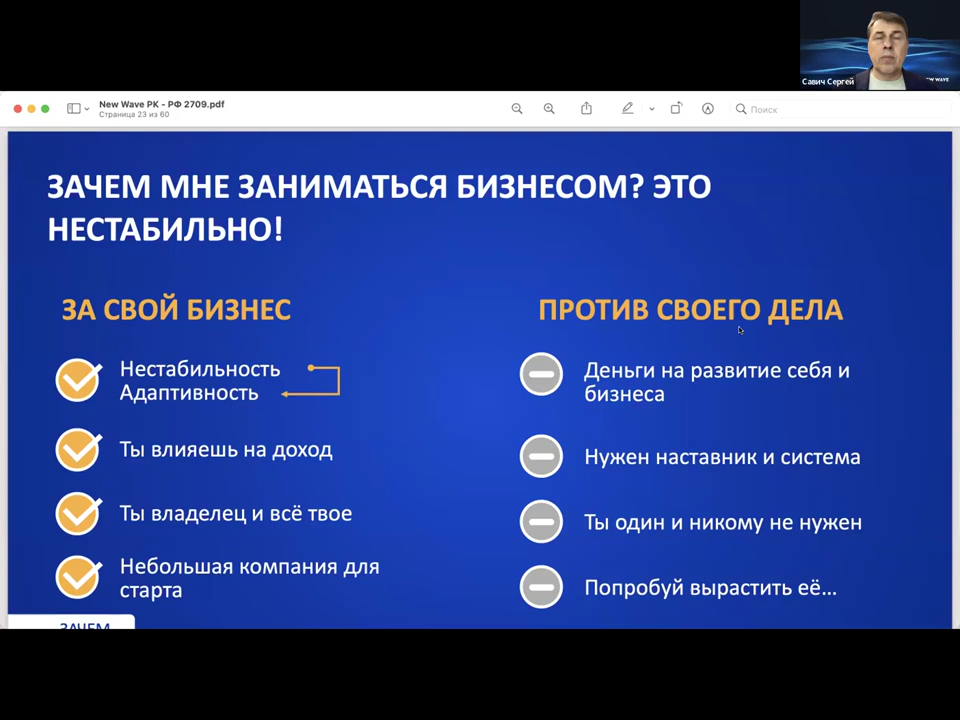 Савич Сергей
NEW WAVE
New Wave РК - РФ 2709.pdf
Страница 23 из 60
Поиск
ЗАЧЕМ МНЕ ЗАНИМАТЬСЯ БИЗНЕСОМ? ЭТО
НЕСТАБИЛЬНО!
ЗА СВОЙ БИЗНЕС
Нестабильность
Адаптивность
Ты влияешь на доход
Ты владелец и всё твое
Небольшая компания для
старта
ПРОТИВ СВОЕГО ДЕЛА
Деньги на развитие себя и
бизнеса
Нужен наставник и система
Ты один и никому не нужен
Попробуй вырастить её...
ЗАЧЕМ